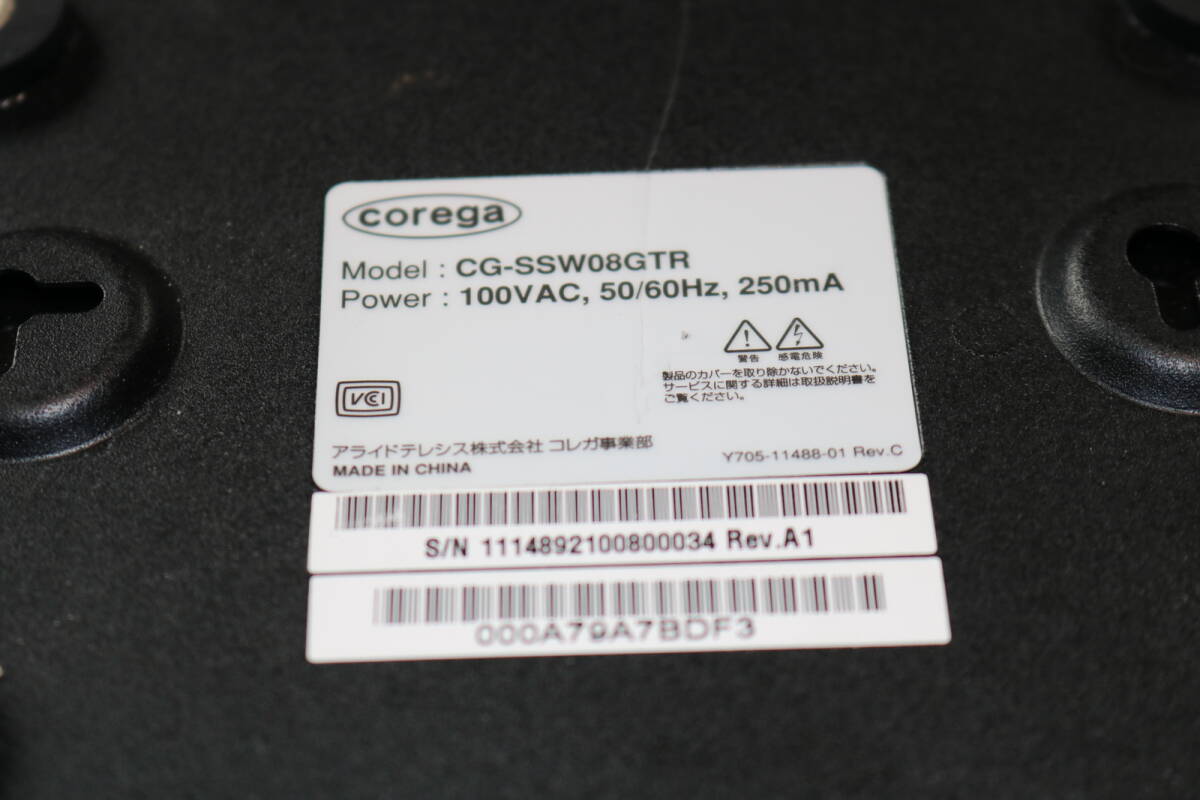 corega
Model : CG-SSW08GTR
Power : 100VAC, 50/60Hz, 250mA
警告 感電危険
製品のカバーを取り除かないでください。
サービスに関する詳細は取扱説明書を
ご覧ください。
VCI
アライドテレシス株式会社 コレガ事業部
MADE IN CHINA
Y705-11488-01 Rev.C
S/N 1114892100800034 Rev.A1
000A79A7BDF3